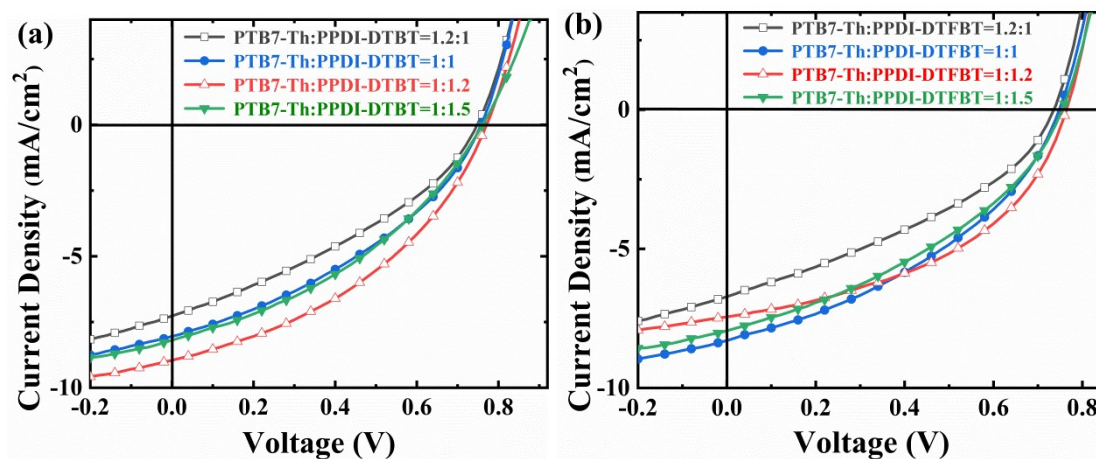 (a)
PTB7-Th:PPDI-DTBT=1.2:1
PTB7-Th:PPDI-DTBT=1:1
PTB7-Th:PPDI-DTBT=1:1.2
PTB7-Th:PPDI-DTBT=1:1.5
0
-5
-10
-0.2
0.0
0.2
0.4
0.6
0.8
Voltage (V)
Current Density (mA/cm²)
(b)
PTB7-Th:PPDI-DTFBT=1.2:1
PTB7-Th:PPDI-DTFBT=1:1
PTB7-Th:PPDI-DTFBT=1:1.2
PTB7-Th:PPDI-DTFBT=1:1.5
0
-5
-10
-0.2
0.0
0.2
0.4
0.6
0.8
Voltage (V)
Current Density (mA/cm²)